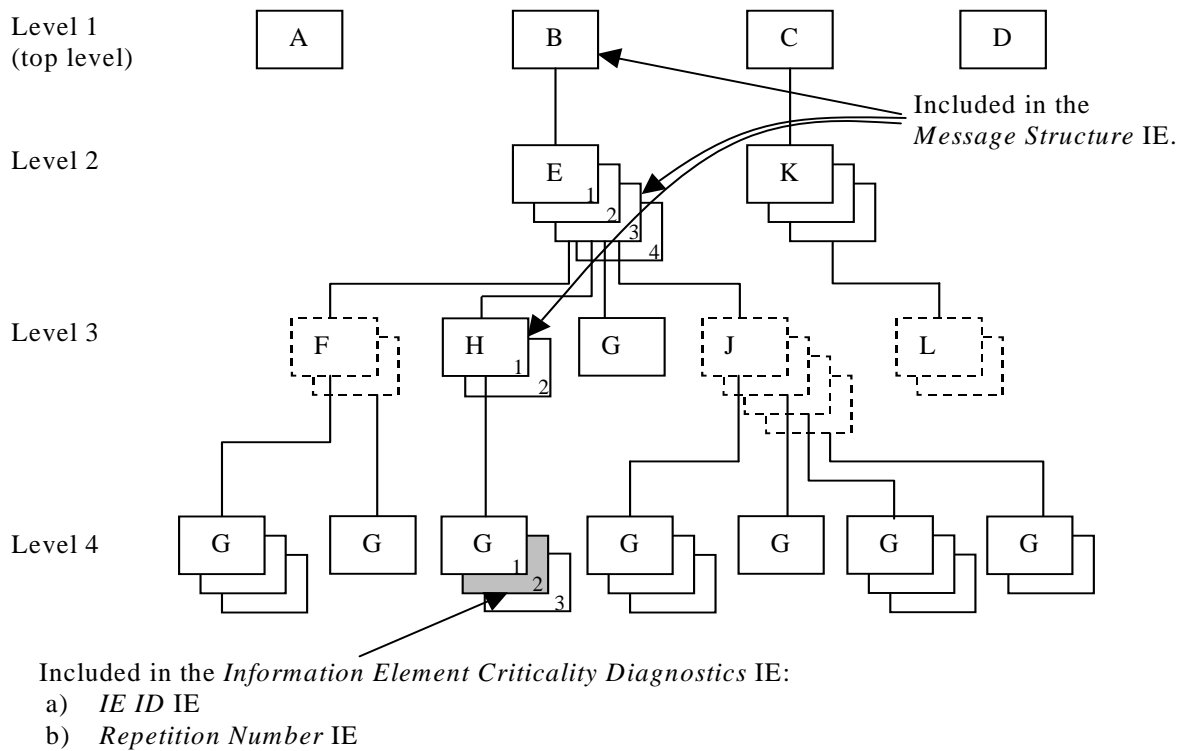 Level 1
(top level)
A
B
C
D
Included in the
Message Structure IE.
Level 2
E
1
2
3
4
K
Level 3
F
H
1
2
G
J
L
Level 4
G
G
G
1
2
3
G
G
G
G
Included in the Information Element Criticality Diagnostics IE:
a) IE ID IE
b) Repetition Number IE